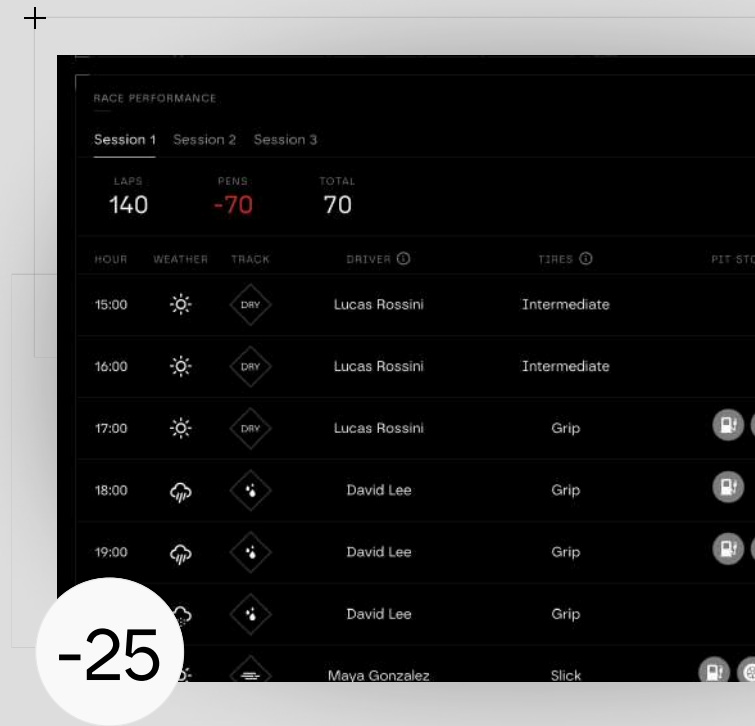 RACE PERFORMANCE
Session 1 Session 2 Session 3
LAPS PENS TOTAL
140 -70 70
HOUR WEATHER TRACK DRIVER TIRES PIT STO
15:00 DRY Lucas Rossini Intermediate
16:00 DRY Lucas Rossini Intermediate
17:00 DRY Lucas Rossini Grip
18:00 David Lee Grip
19:00 David Lee Grip
David Lee Grip
Maya Gonzalez Slick
-25